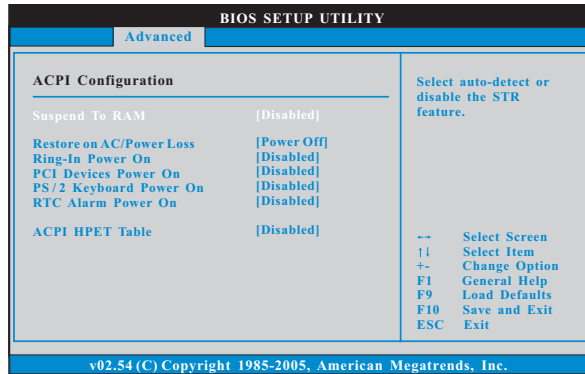 BIOS SETUP UTILITY
Advanced
ACPI Configuration
Suspend To RAM [Disabled]
Restore on AC/Power Loss [Power Off]
Ring-In Power On [Disabled]
PCI Devices Power On [Disabled]
PS/2 Keyboard Power On [Disabled]
RTC Alarm Power On [Disabled]
ACPI HPET Table [Disabled]
Select auto-detect or
disable the STR
feature.
←→ Select Screen
↑↓ Select Item
+- Change Option
F1 General Help
F9 Load Defaults
F10 Save and Exit
ESC Exit
v02.54 (C) Copyright 1985-2005, American Megatrends, Inc.